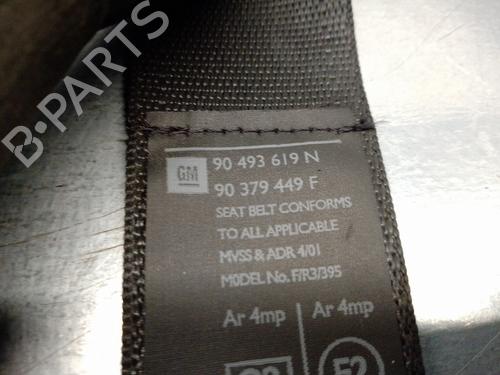 B-PARTS
GM
90 493 619 N
90 379 449 F
SEAT BELT CONFORMS
TO ALL APPLICABLE
MVSS & ADR 4/01
MODEL No. F/R3/395
Ar 4mp Ar 4mp
E2